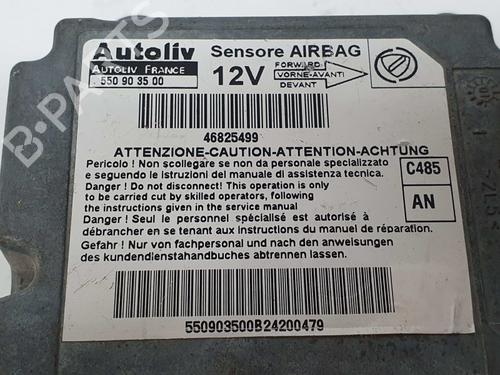 Autoliv
AUTOLIV FRANCE
550 90 35 00
Sensore AIRBAG
12V
FORWARD
VORNE-AVANTI
DEVANT
46825499
ATTENZIONE-CAUTION-ATTENTION-ACHTUNG
Pericolo ! Non scollegare se non da personale specializzato
e seguendo le istruzioni del manuale di assistenza tecnica.
Danger ! Do not disconnect! This operation is only
to be carried cut by skilled operators, following
the instructions given in the service manual
Danger ! Seul le personnel spécialisé est autorisé à
débrancher en se tenant aux instructions du manuel de réparation.
Gefahr ! Nur von fachpersonal und nach den anweisungen
des kundendienstahandbuches abtrennen lassen.
C485
AN
550903500B24200479
B-PARTS